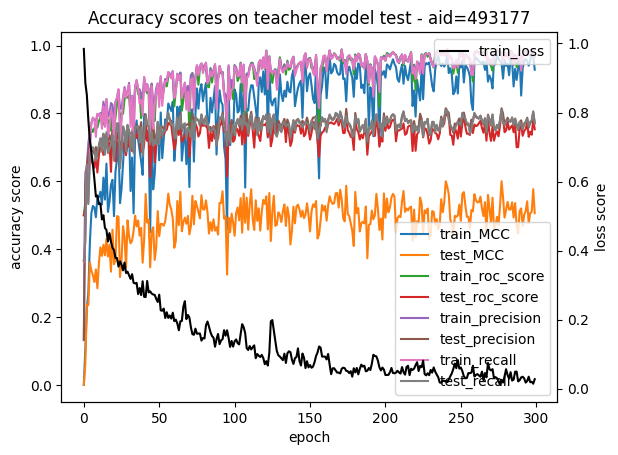 Accuracy scores on teacher model test - aid=493177
train_loss
1.0
0.8
0.6
0.4
0.2
0.0
accuracy score
1.0
0.8
0.6
0.4
0.2
0.0
loss score
train_MCC
test_MCC
train_roc_score
test_roc_score
train_precision
test_precision
train_recall
test_recall
0 50 100 150 200 250 300
epoch